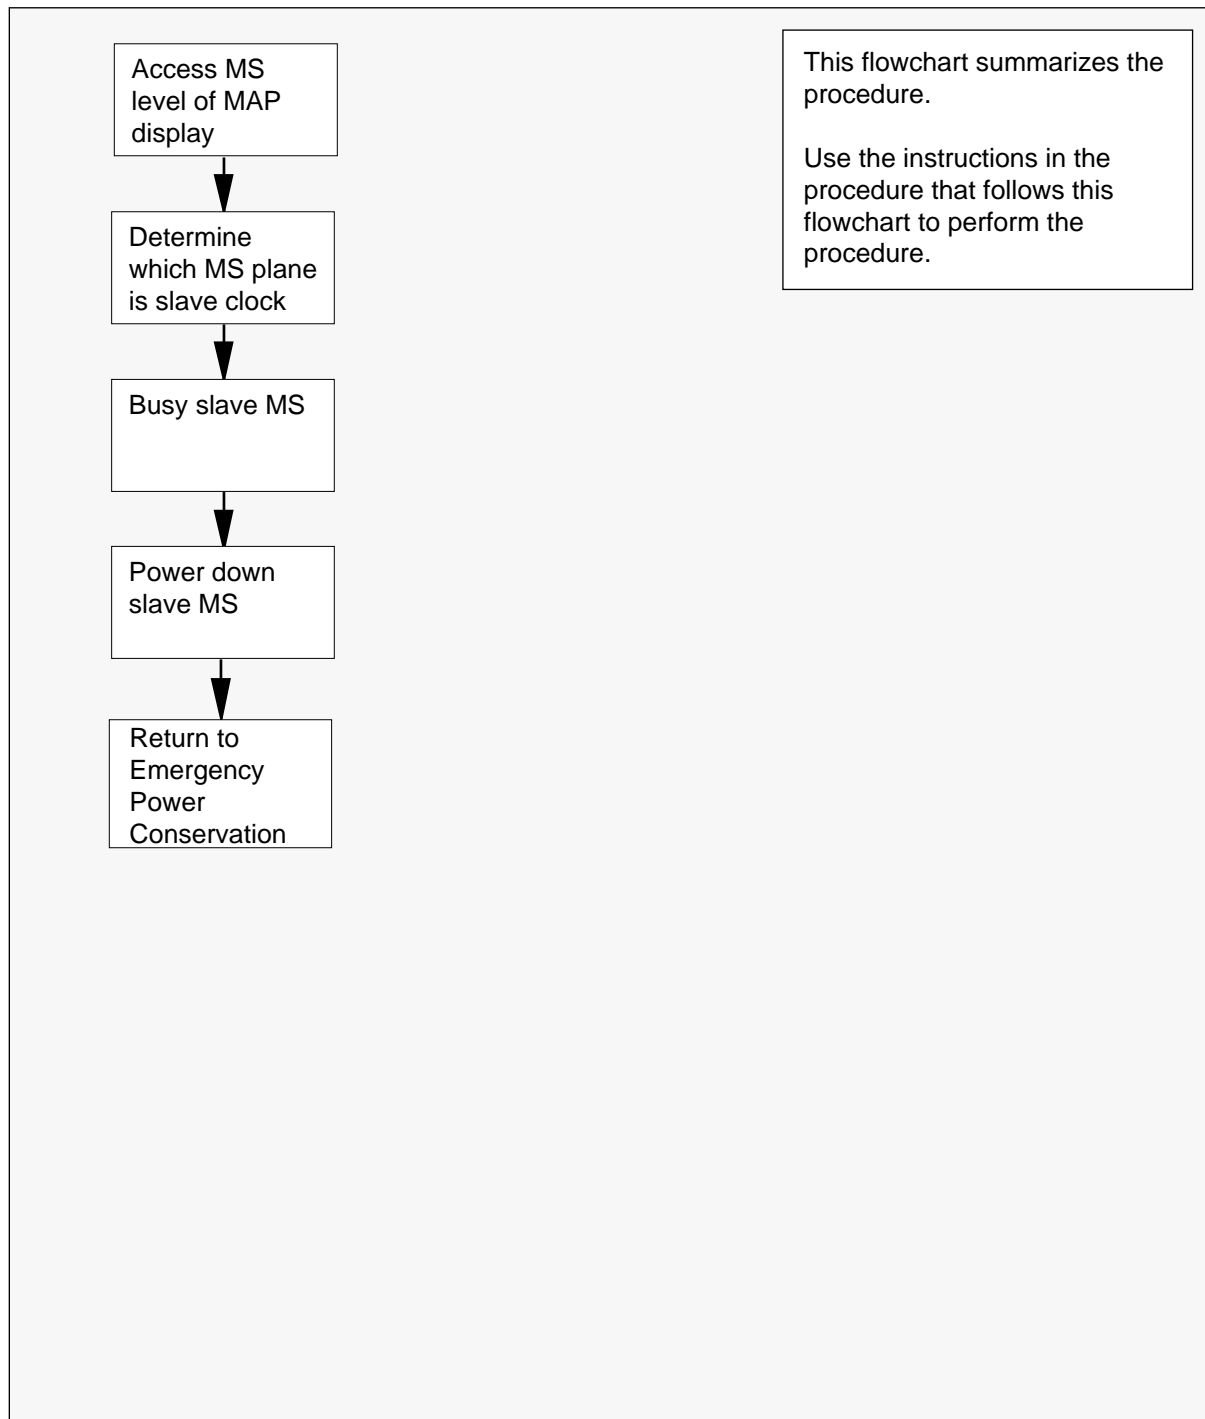 Access MS
level of MAP
display
Determine
which MS plane
is slave clock
Busy slave MS
Power down
slave MS
Return to
Emergency
Power
Conservation
This flowchart summarizes the
procedure.
Use the instructions in the
procedure that follows this
flowchart to perform the
procedure.